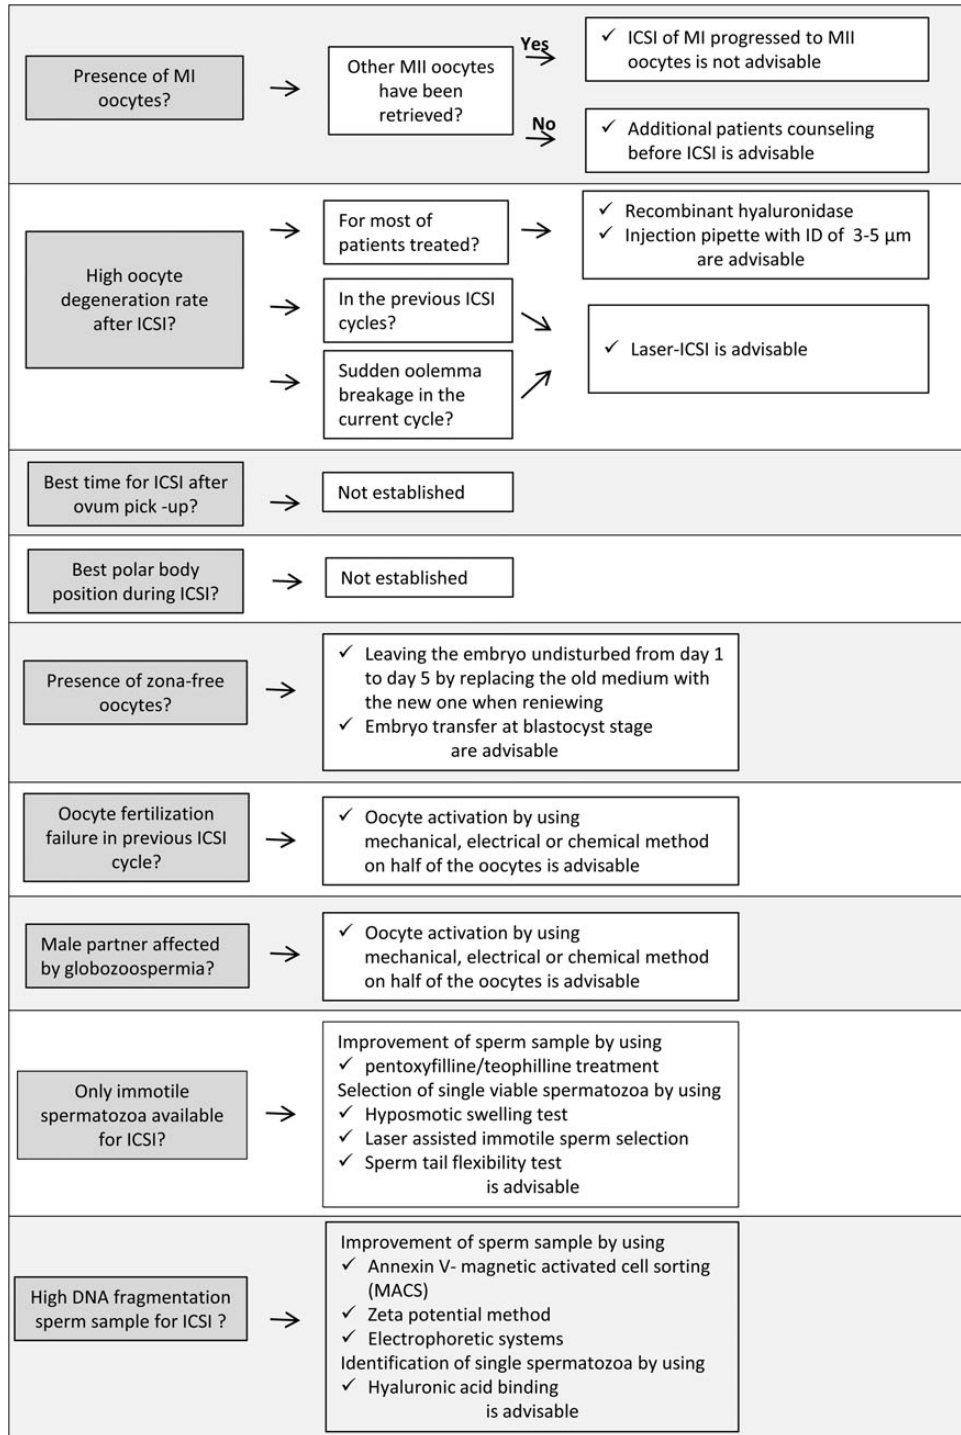 Presence of MI
oocytes?
Other MII oocytes
have been
retrieved?
Yes
✓ ICSI of MI progressed to MII
oocytes is not advisable
No
✓ Additional patients counseling
before ICSI is advisable
High oocyte
degeneration rate
after ICSI?
For most of
patients treated?
✓ Recombinant hyaluronidase
✓ Injection pipette with ID of 3-5 µm
are advisable
In the previous ICSI
cycles?
Sudden oolemma
breakage in the
current cycle?
✓ Laser-ICSI is advisable
Best time for ICSI after
ovum pick -up?
Not established
Best polar body
position during ICSI?
Not established
Presence of zona-free
oocytes?
✓ Leaving the embryo undisturbed from day 1
to day 5 by replacing the old medium with
the new one when reniewing
✓ Embryo transfer at blastocyst stage
are advisable
Oocyte fertilization
failure in previous ICSI
cycle?
✓ Oocyte activation by using
mechanical, electrical or chemical method
on half of the oocytes is advisable
Male partner affected
by globozoospermia?
✓ Oocyte activation by using
mechanical, electrical or chemical method
on half of the oocytes is advisable
Only immotile
spermatozoa available
for ICSI?
Improvement of sperm sample by using
✓ pentoxyfilline/teophilline treatment
Selection of single viable spermatozoa by using
✓ Hyposmotic swelling test
✓ Laser assisted immotile sperm selection
✓ Sperm tail flexibility test
is advisable
High DNA fragmentation
sperm sample for ICSI ?
Improvement of sperm sample by using
✓ Annexin V- magnetic activated cell sorting
(MACS)
✓ Zeta potential method
✓ Electrophoretic systems
Identification of single spermatozoa by using
✓ Hyaluronic acid binding
is advisable